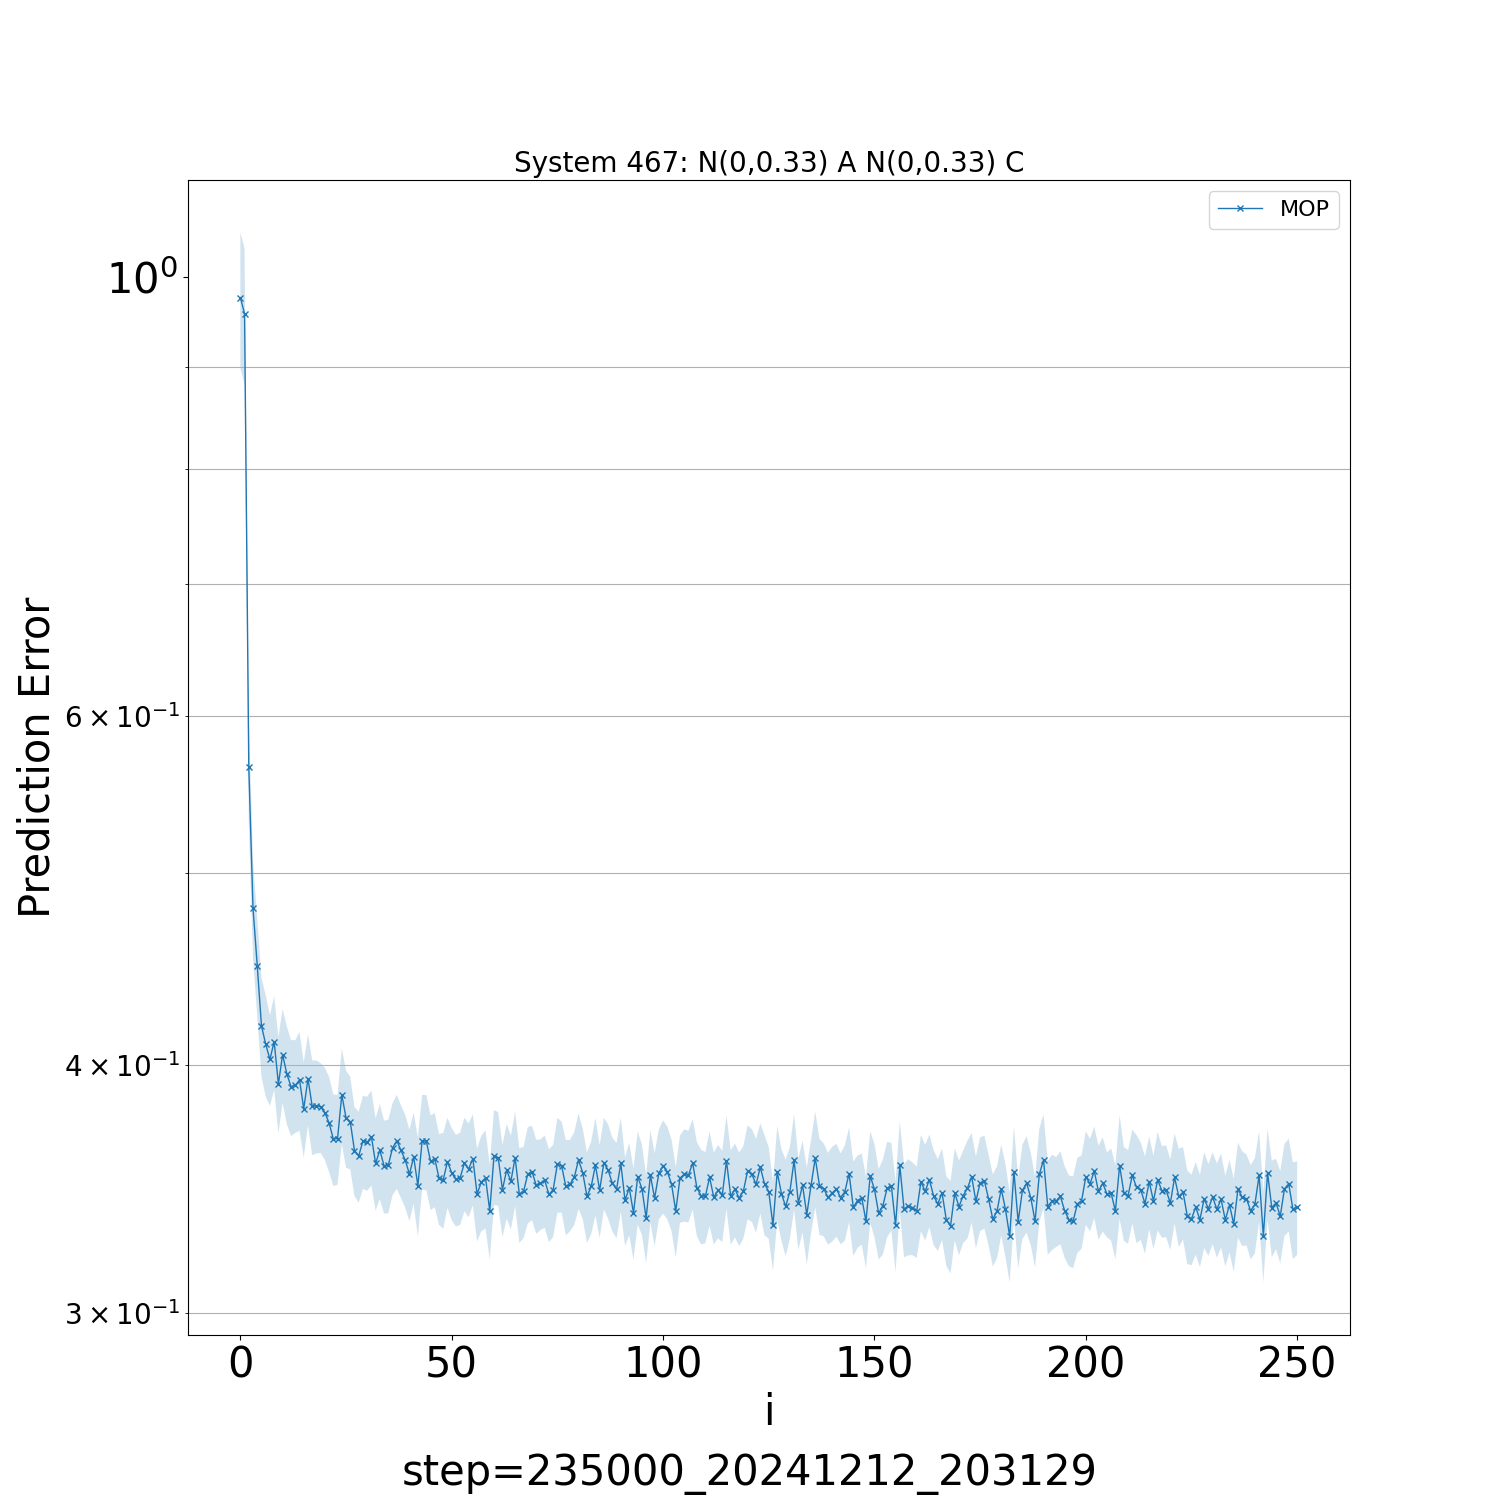 System 467: N(0,0.33) A N(0,0.33) C
MOP
10⁰
6 × 10⁻¹
4 × 10⁻¹
3 × 10⁻¹
Prediction Error
0 50 100 150 200 250
i
step=235000_20241212_203129